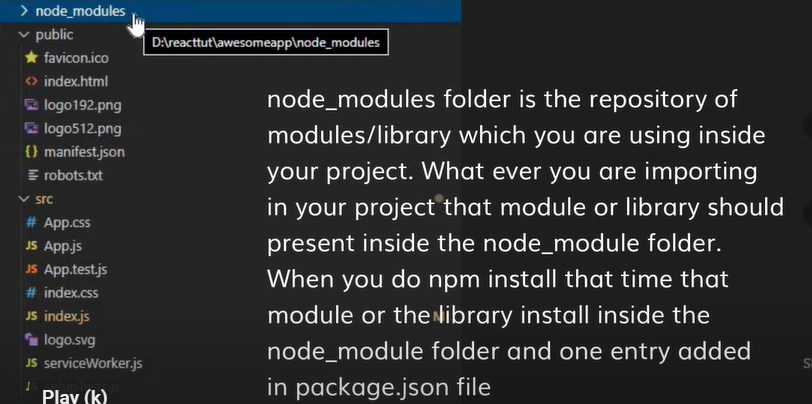 node_modules
public
D:\reacttut\awesomeapp\node_modules
favicon.ico
index.html
logo192.png
logo512.png
manifest.json
robots.txt
src
App.css
App.js
App.test.js
index.css
index.js
logo.svg
serviceWorker.js
setupTests.js
Play (k)
node_modules folder is the repository of
modules/library which you are using inside
your project. What ever you are importing
in your project that module or library should
present inside the node_module folder.
When you do npm install that time that
module or the library install inside the
node_module folder and one entry added
in package.json file